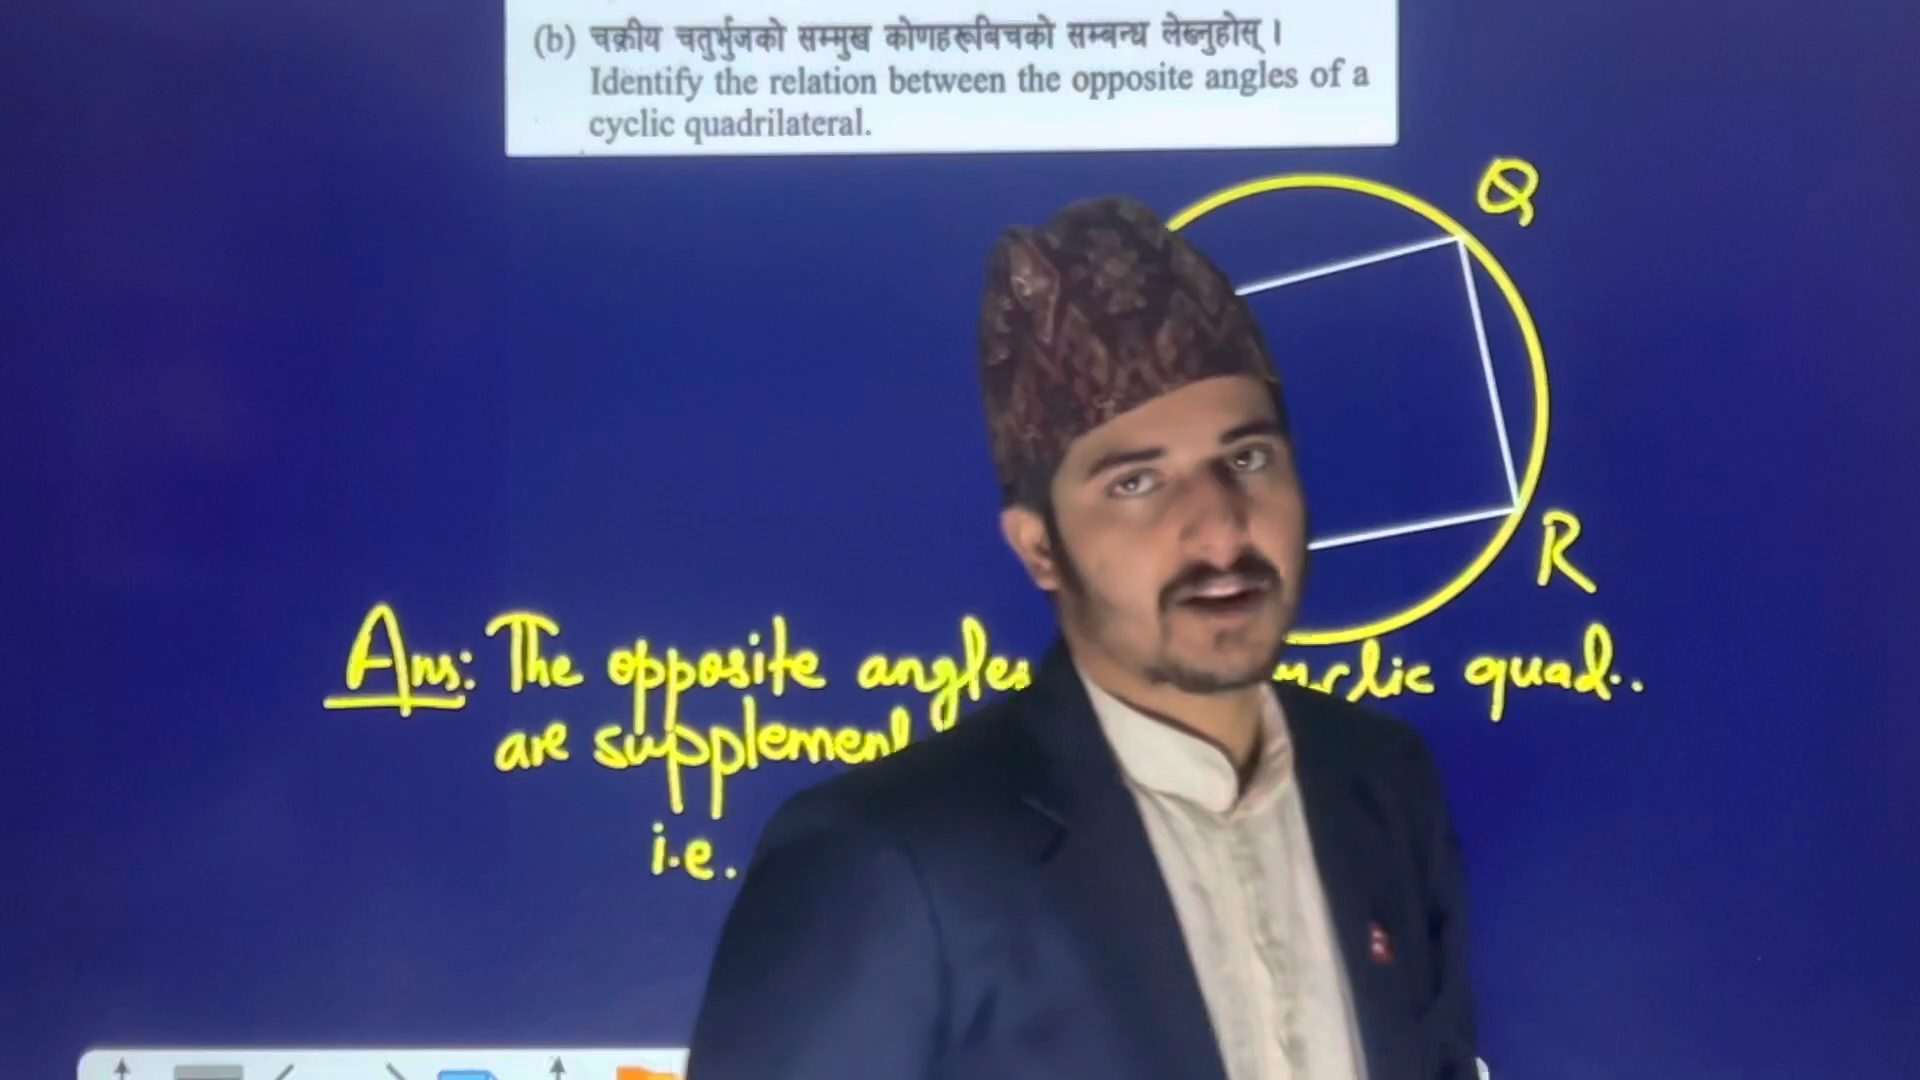 (b) चक्रीय चतुर्भुजको सम्मुख कोणहरूबिचको सम्बन्ध लेख्नुहोस् ।
Identify the relation between the opposite angles of a
cyclic quadrilateral.
Q
R
Ans: The opposite angles cyclic quad..
are
i.e.